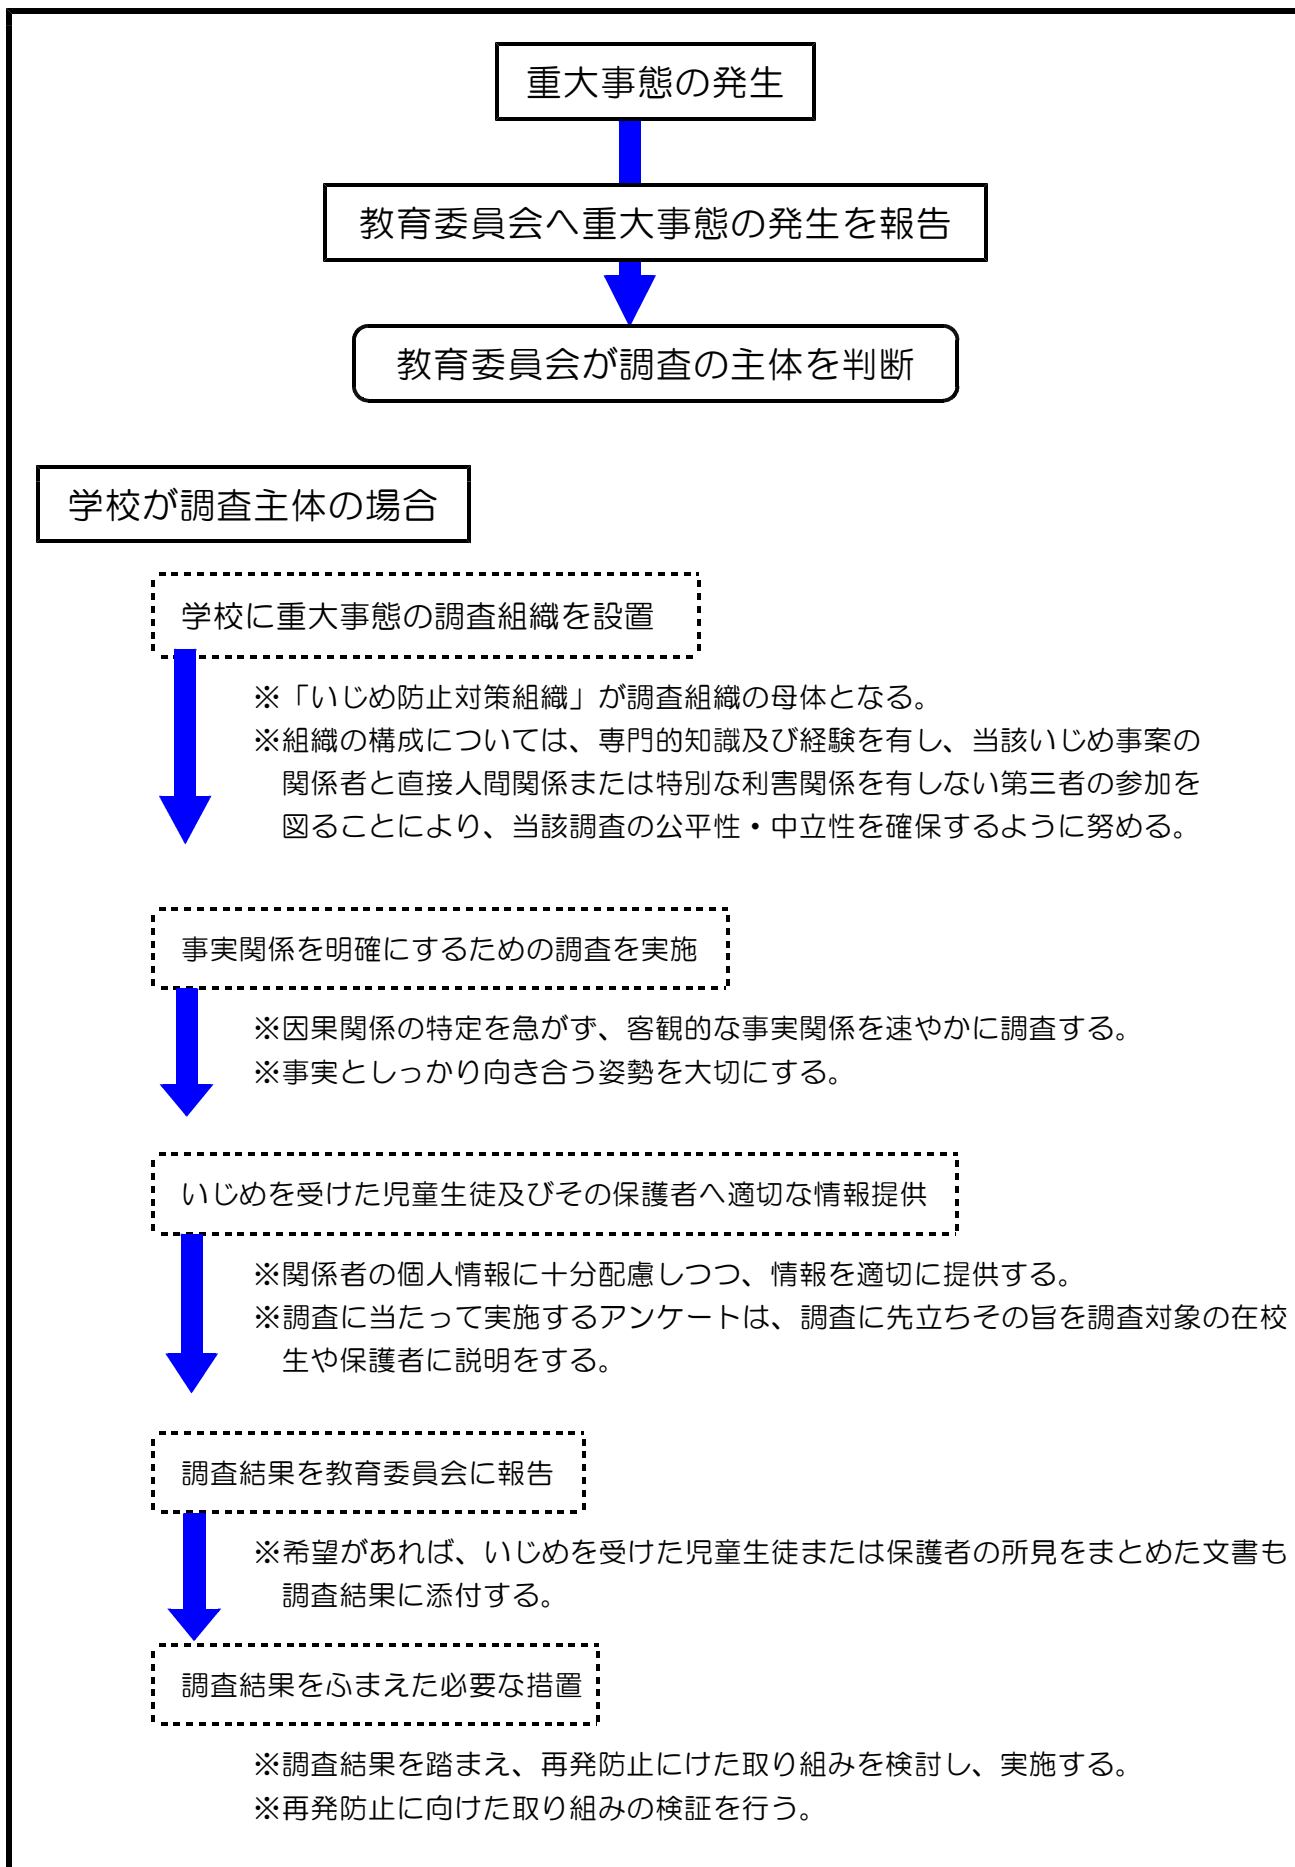 重大事態の発生
教育委員会へ重大事態の発生を報告
教育委員会が調査の主体を判断
学校が調査主体の場合
学校に重大事態の調査組織を設置
※「いじめ防止対策組織」が調査組織の母体となる。
※組織の構成については、専門的知識及び経験を有し、当該いじめ事案の
関係者と直接人間関係または特別な利害関係を有しない第三者の参加を
図ることにより、当該調査の公平性・中立性を確保するように努める。
事実関係を明確にするための調査を実施
※因果関係の特定を急がず、客観的な事実関係を速やかに調査する。
※事実としっかり向き合う姿勢を大切にする。
いじめを受けた児童生徒及びその保護者へ適切な情報提供
※関係者の個人情報に十分配慮しつつ、情報を適切に提供する。
※調査に当たって実施するアンケートは、調査に先立ちその旨を調査対象の在校
生や保護者に説明をする。
調査結果を教育委員会に報告
※希望があれば、いじめを受けた児童生徒または保護者の所見をまとめた文書も
調査結果に添付する。
調査結果をふまえた必要な措置
※調査結果を踏まえ、再発防止にけた取り組みを検討し、実施する。
※再発防止に向けた取り組みの検証を行う。